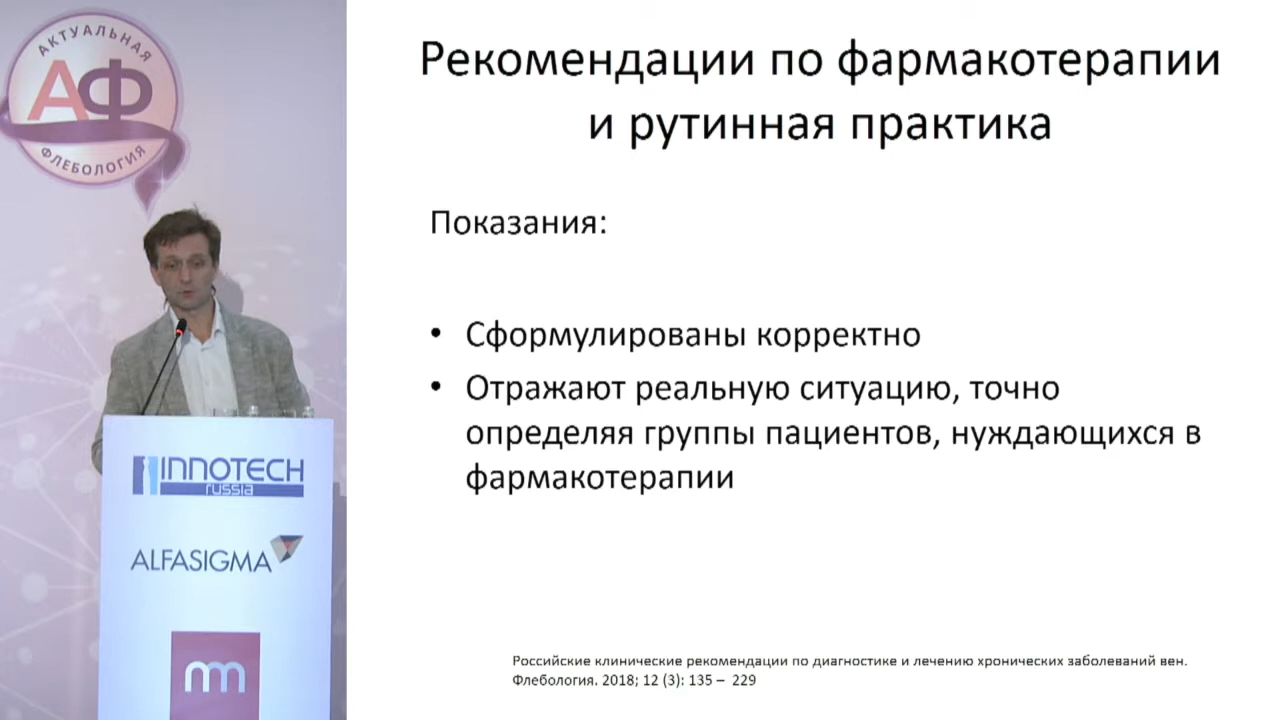 АКТУАЛЬНАЯ
АФ
ФЛЕБОЛОГИЯ
INNOTECH
russia
ALFASIGMA
Рекомендации по фармакотерапии
и рутинная практика
Показания:
• Сформулированы корректно
• Отражают реальную ситуацию, точно
определяя группы пациентов, нуждающихся в
фармакотерапии
Российские клинические рекомендации по диагностике и лечению хронических заболеваний вен.
Флебология. 2018; 12 (3): 135 – 229